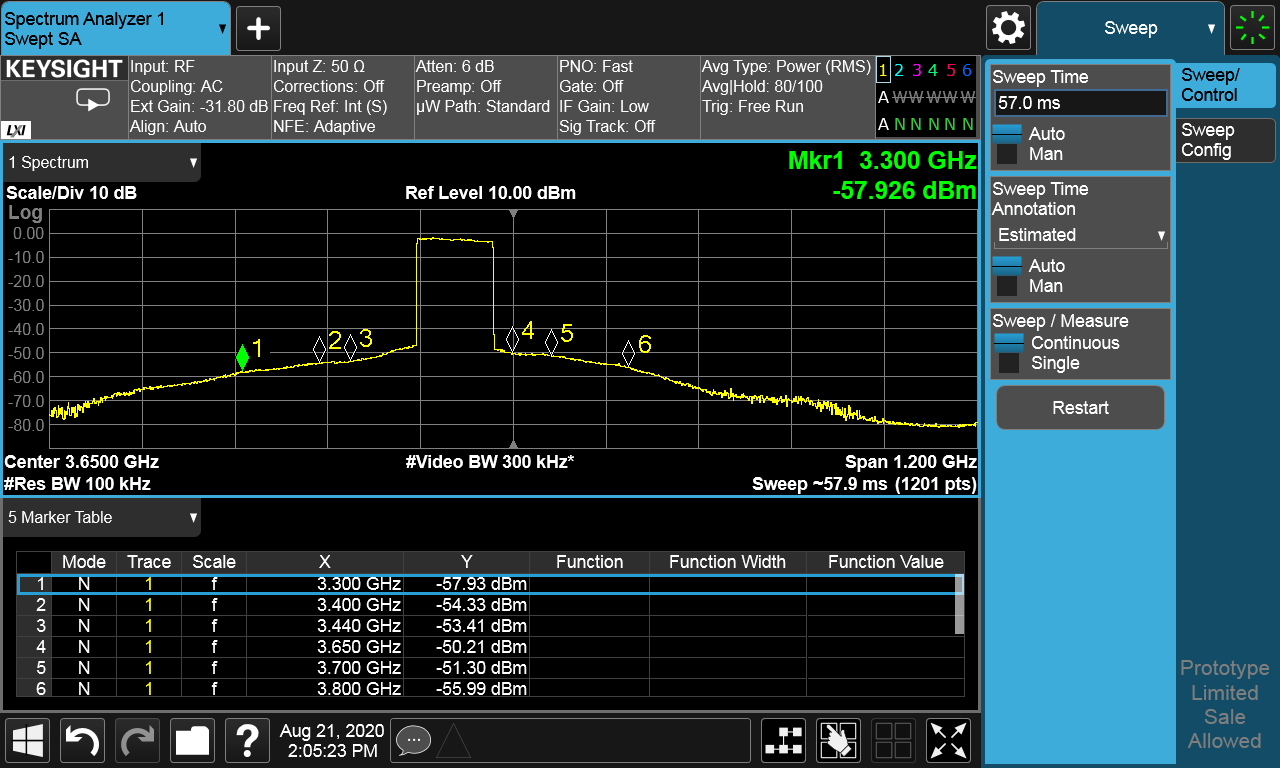 Spectrum Analyzer 1
Swept SA
Sweep
KEYSIGHT
LXI
Input: RF
Coupling: AC
Ext Gain: -31.80 dB
Align: Auto
Input Z: 50 Ω
Corrections: Off
Freq Ref: Int (S)
NFE: Adaptive
Atten: 6 dB
Preamp: Off
µW Path: Standard
PNO: Fast
Gate: Off
IF Gain: Low
Sig Track: Off
Avg Type: Power (RMS)
Avg|Hold: 80/100
Trig: Free Run
1 2 3 4 5 6
A W W W W W
A N N N N N
1 Spectrum
Mkr1 3.300 GHz
-57.926 dBm
Scale/Div 10 dB
Ref Level 10.00 dBm
Log
0.00
-10.0
-20.0
-30.0
-40.0
-50.0
-60.0
-70.0
-80.0
1
2
3
4
5
6
Center 3.6500 GHz
#Video BW 300 kHz*
Span 1.200 GHz
#Res BW 100 kHz
Sweep ~57.9 ms (1201 pts)
5 Marker Table
Mode Trace Scale X Y Function Function Width Function Value
1 N 1 f 3.300 GHz -57.93 dBm
2 N 1 f 3.400 GHz -54.33 dBm
3 N 1 f 3.440 GHz -53.41 dBm
4 N 1 f 3.650 GHz -50.21 dBm
5 N 1 f 3.700 GHz -51.30 dBm
6 N 1 f 3.800 GHz -55.99 dBm
?
Aug 21, 2020
2:05:23 PM
Sweep Time
57.0 ms
Auto
Man
Sweep Time
Annotation
Estimated
Auto
Man
Sweep / Measure
Continuous
Single
Restart
Sweep/
Control
Sweep
Config
Prototype
Limited
Sale
Allowed